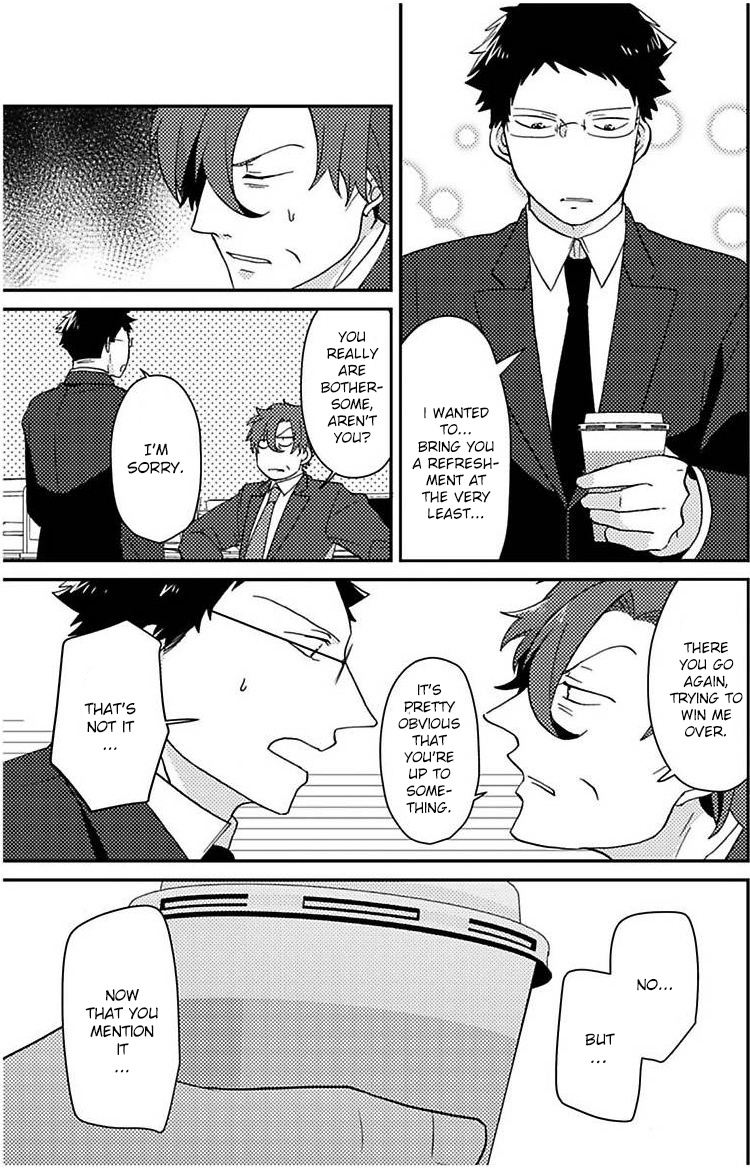 I WANTED
TO...
BRING YOU
A REFRESH-
MENT AT
THE VERY
LEAST...
YOU
REALLY
ARE
BOTHER-
SOME,
AREN'T
YOU?
I'M
SORRY.
THERE
YOU GO
AGAIN,
TRYING TO
WIN ME
OVER.
IT'S
PRETTY
OBVIOUS
THAT
YOU'RE
UP TO
SOME-
THING.
THAT'S
NOT IT
...
NO...
BUT
...
NOW
THAT YOU
MENTION
IT
...